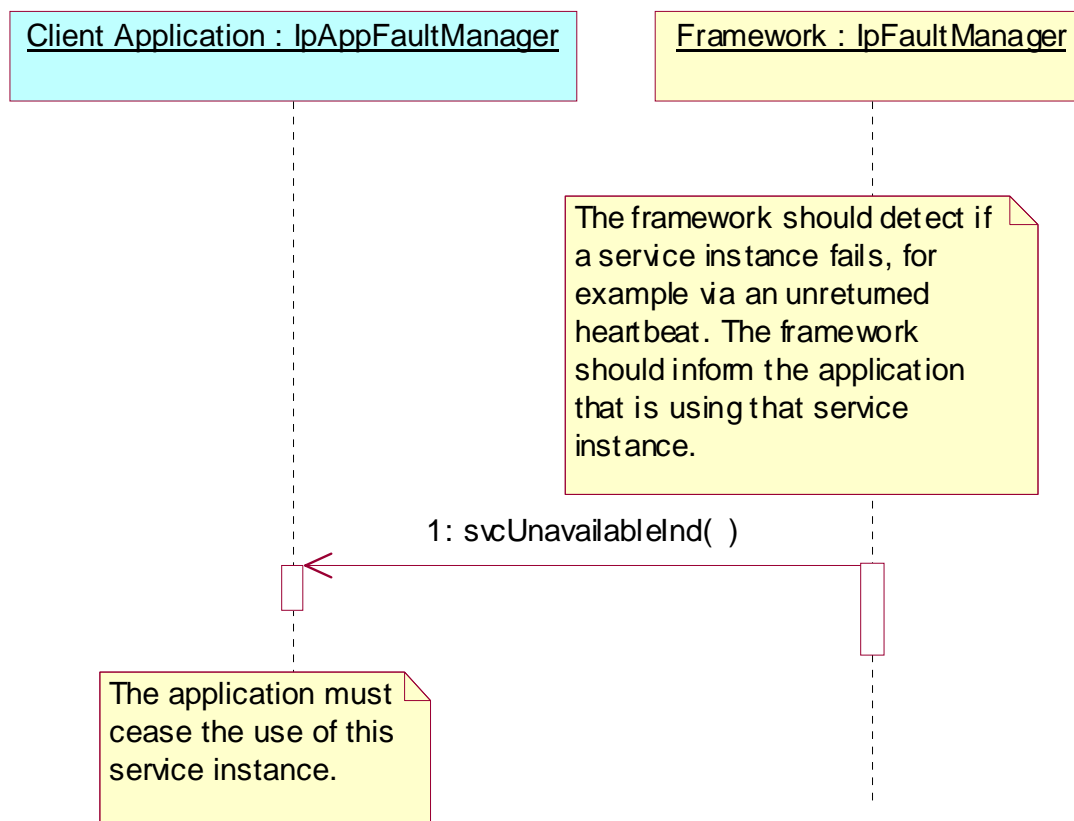 Client Application : IpAppFaultManager
Framework : IpFaultManager
The framework should detect if
a service instance fails, for
example via an unreturned
heartbeat. The framework
should inform the application
that is using that service
instance.
1: svcUnavailableInd( )
The application must
cease the use of this
service instance.